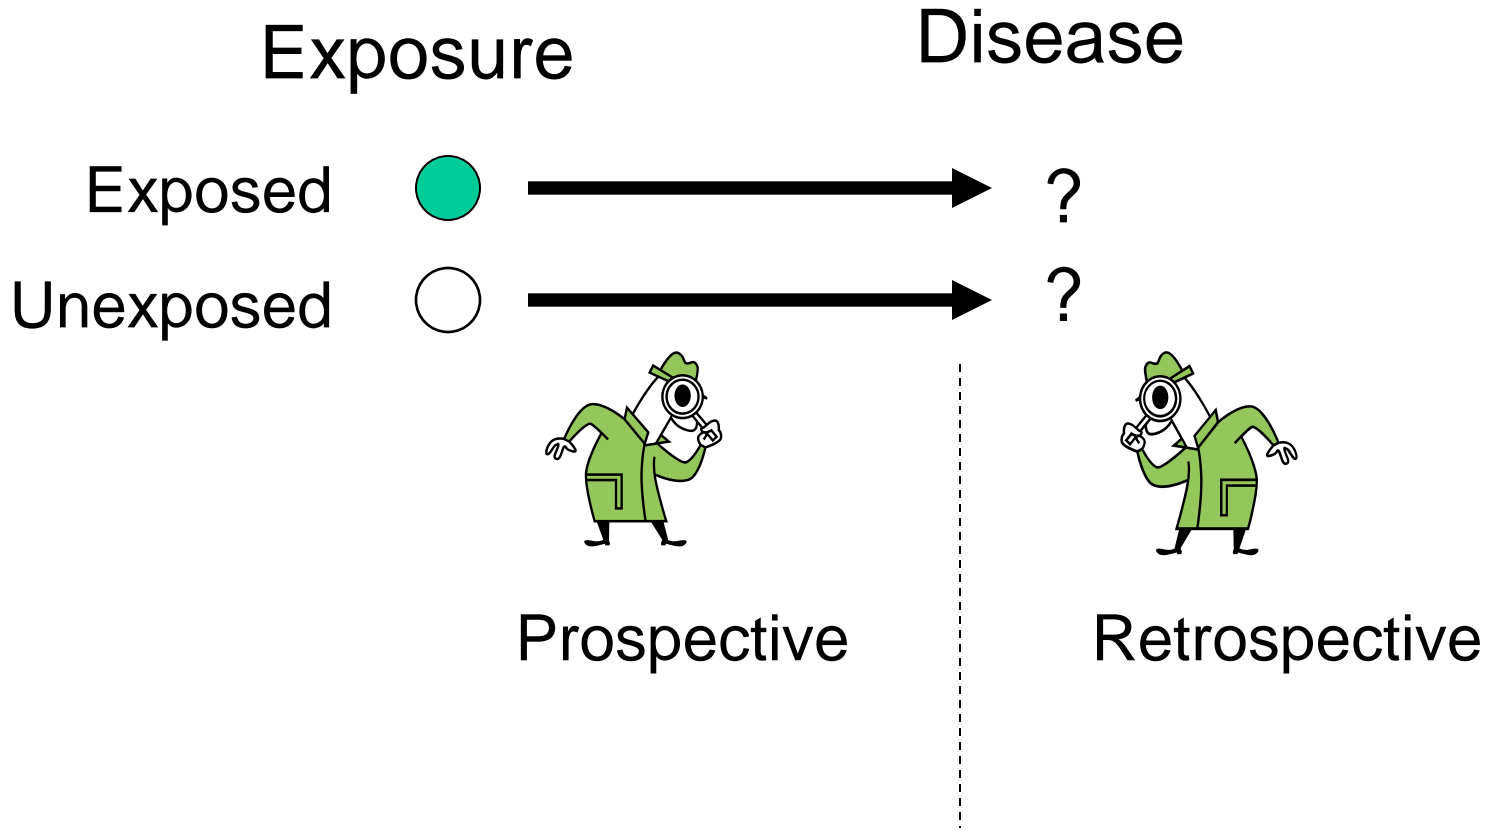 Exposure
Disease
Exposed
?
Unexposed
?
Prospective
Retrospective